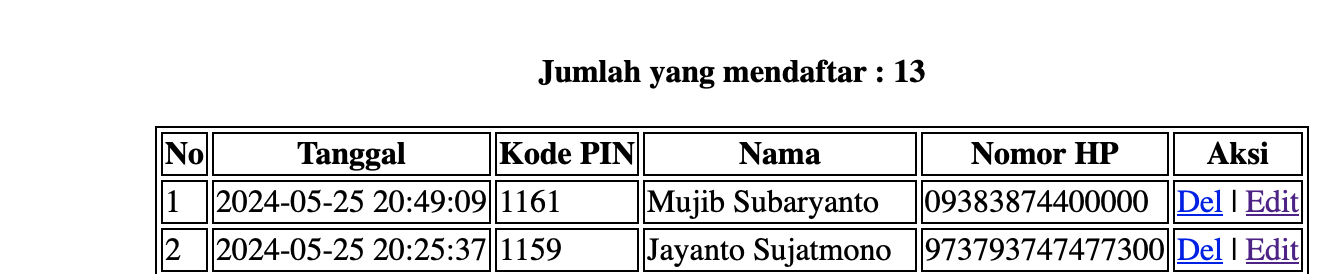 Jumlah yang mendaftar : 13
No Tanggal Kode PIN Nama Nomor HP Aksi
1 2024-05-25 20:49:09 1161 Mujib Subaryanto 09383874400000 Del | Edit
2 2024-05-25 20:25:37 1159 Jayanto Sujatmono 973793747477300 Del | Edit